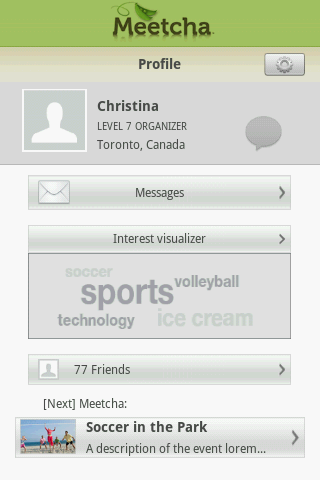 Meetcha
Profile
Christina
LEVEL 7 ORGANIZER
Toronto, Canada
Messages
Interest visualizer
soccer
sports volleyball
technology ice cream
77 Friends
[Next] Meetcha:
Soccer in the Park
A description of the event lorem...